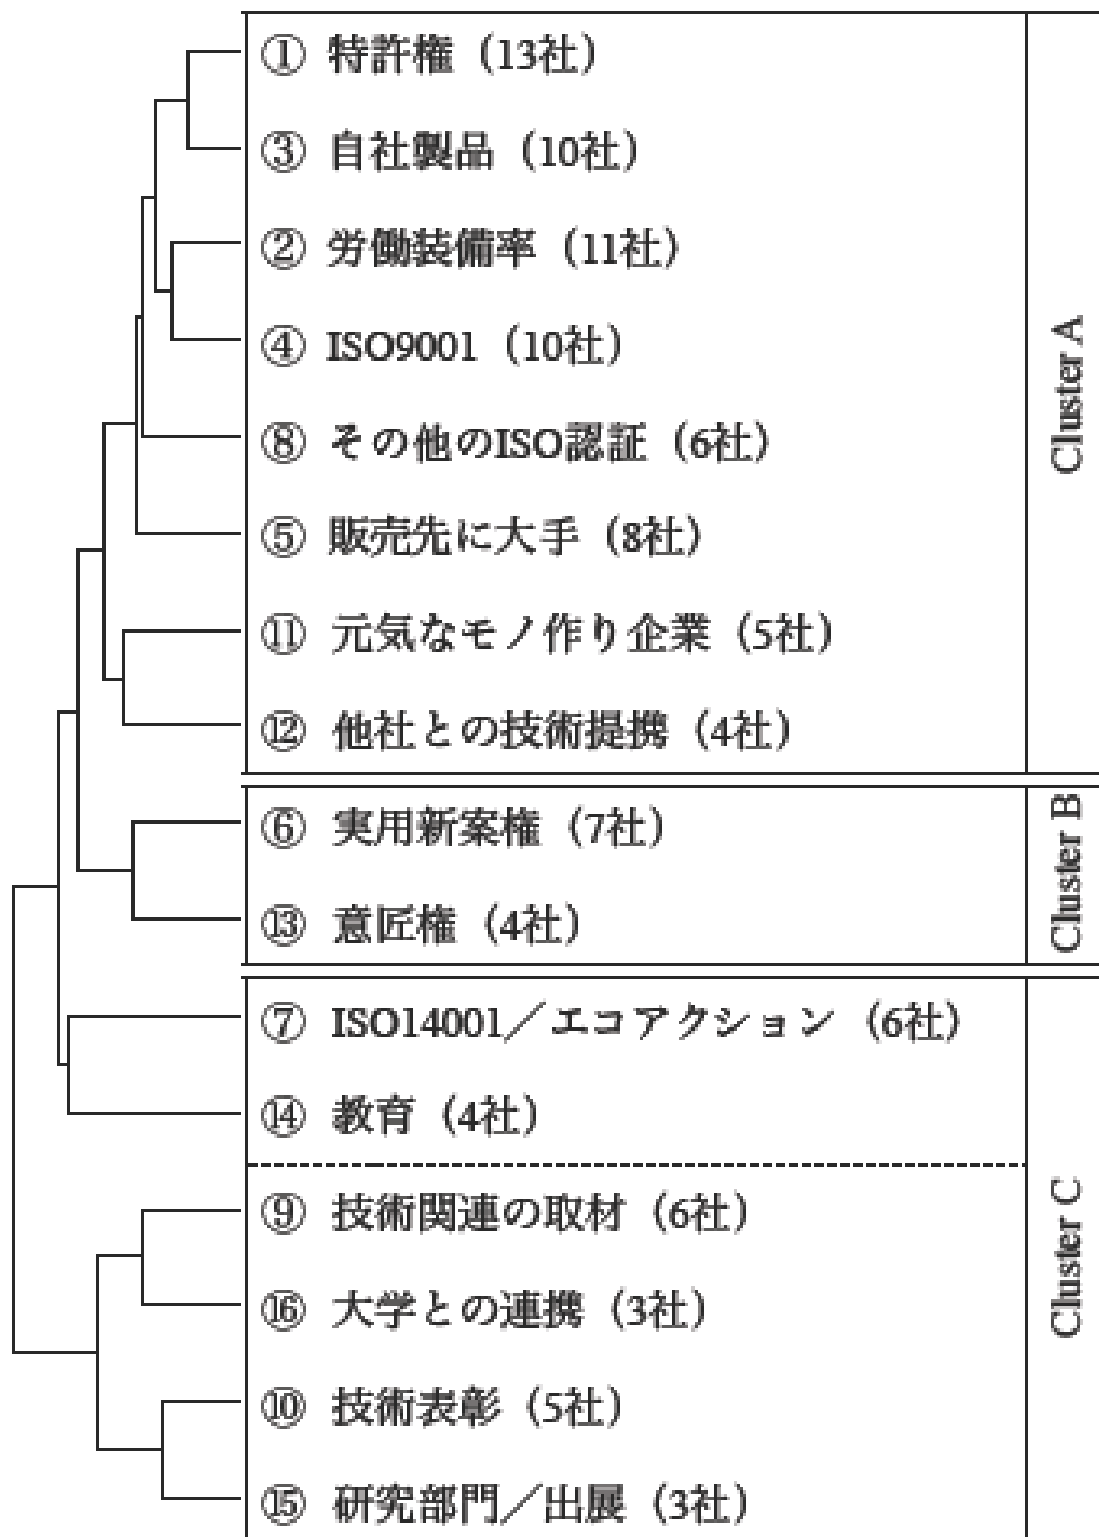 ① 特許権（13社）
③ 自社製品（10社）
② 労働装備率（11社）
④ ISO9001（10社）
⑧ その他のISO認証（6社）
⑤ 販売先に大手（8社）
⑪ 元気なモノ作り企業（5社）
⑫ 他社との技術提携（4社）
Cluster A
⑥ 実用新案権（7社）
⑬ 意匠権（4社）
Cluster B
⑦ ISO14001／エコアクション（6社）
⑭ 教育（4社）
⑨ 技術関連の取材（6社）
⑯ 大学との連携（3社）
⑩ 技術表彰（5社）
⑮ 研究部門／出展（3社）
Cluster C